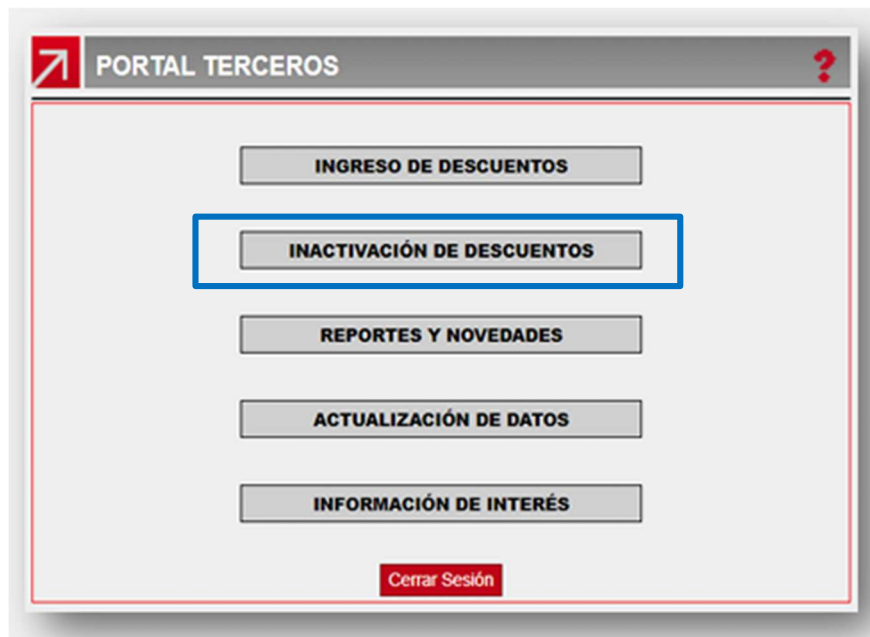 PORTAL TERCEROS
?
INGRESO DE DESCUENTOS
INACTIVACIÓN DE DESCUENTOS
REPORTES Y NOVEDADES
ACTUALIZACIÓN DE DATOS
INFORMACIÓN DE INTERÉS
Cerrar Sesión